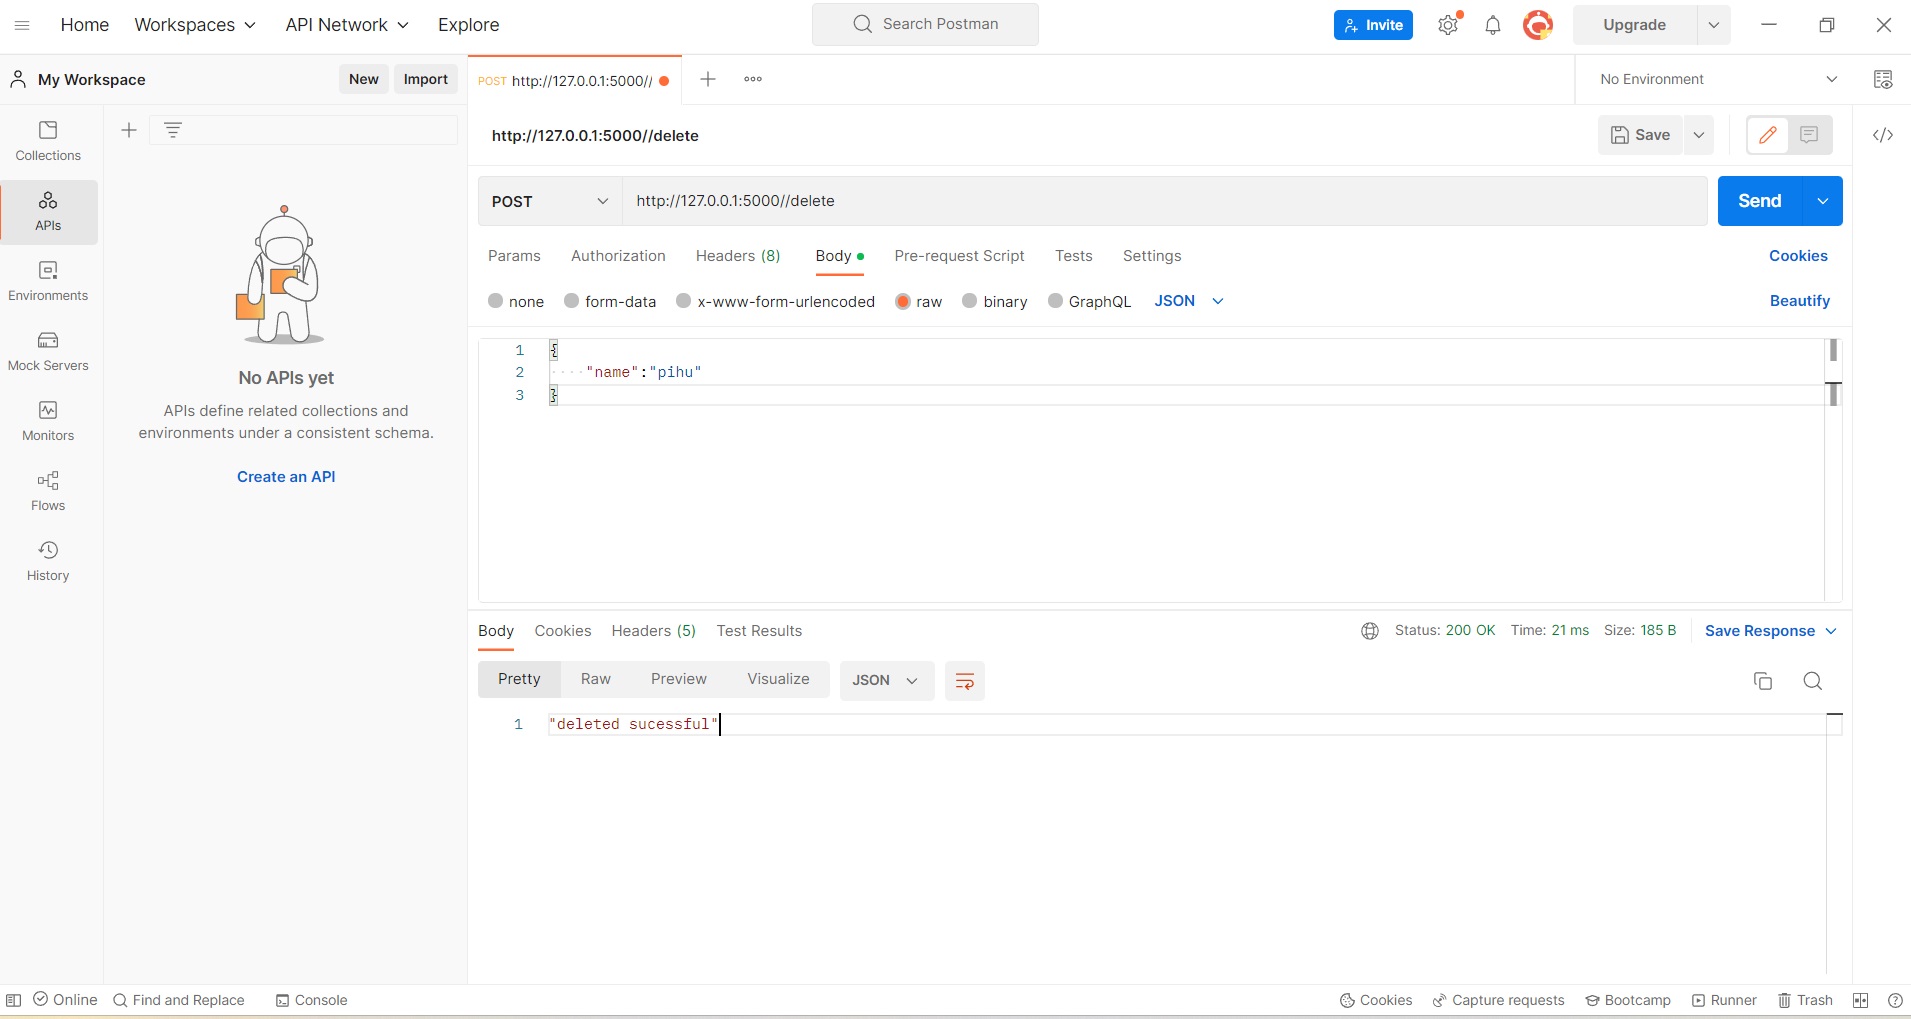 Home Workspaces API Network Explore Search Postman Invite Upgrade
My Workspace New Import POST http://127.0.0.1:5000// No Environment
Collections
APIs
Environments
Mock Servers
Monitors
Flows
History
No APIs yet
APIs define related collections and
environments under a consistent schema.
Create an API
http://127.0.0.1:5000//delete Save
POST http://127.0.0.1:5000//delete Send
Params Authorization Headers (8) Body Pre-request Script Tests Settings Cookies
none form-data x-www-form-urlencoded raw binary GraphQL JSON Beautify
1 {
2 ····"name":"pihu"
3 }
Body Cookies Headers (5) Test Results Status: 200 OK Time: 21 ms Size: 185 B Save Response
Pretty Raw Preview Visualize JSON
1 "deleted sucessful"
Online Find and Replace Console Cookies Capture requests Bootcamp Runner Trash